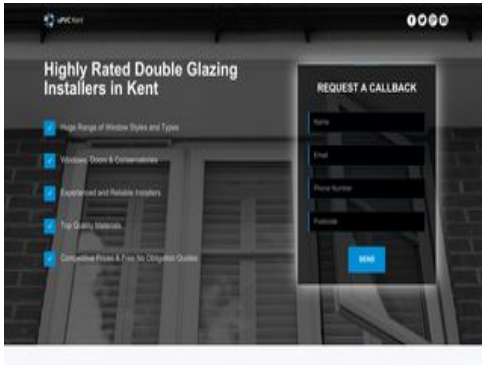 uPVC Kent
Highly Rated Double Glazing
Installers in Kent
Huge Range of Window Styles and Types
Windows, Doors & Conservatories
Experienced and Reliable Installers
Top Quality Materials
Competitive Prices & Free No Obligation Quotes
REQUEST A CALLBACK
Name
Email
Phone Number
Postcode
SEND